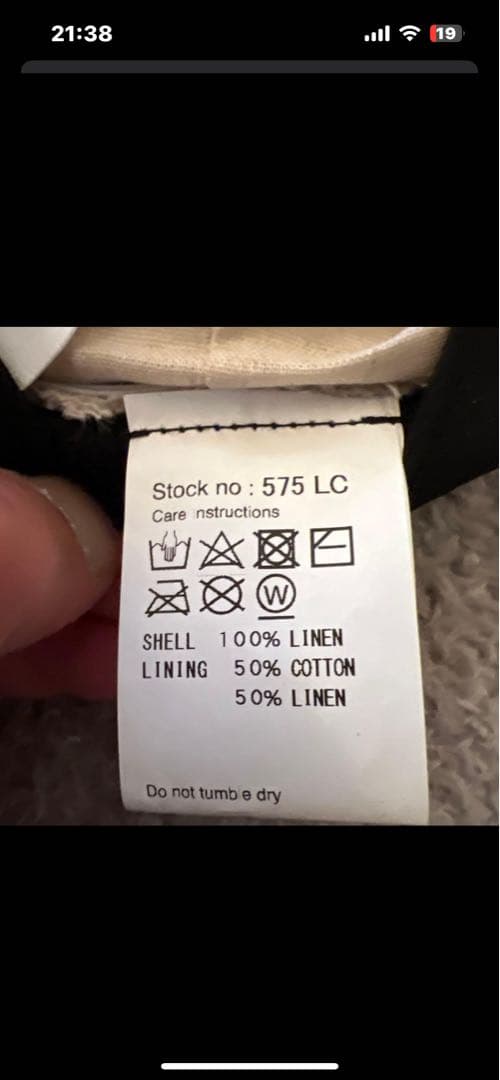 21:38
19
Stock no : 575 LC
Care nstructions
W
SHELL 100% LINEN
LINING 50% COTTON
50% LINEN
Do not tumb e dry